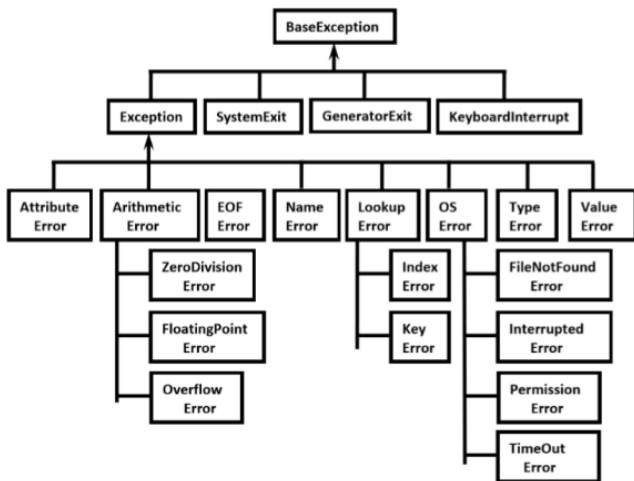 BaseException
Exception
SystemExit
GeneratorExit
KeyboardInterrupt
Attribute
Error
Arithmetic
Error
EOF
Error
Name
Error
Lookup
Error
OS
Error
Type
Error
Value
Error
ZeroDivision
Error
FloatingPoint
Error
Overflow
Error
Index
Error
Key
Error
FileNotFound
Error
Interrupted
Error
Permission
Error
TimeOut
Error